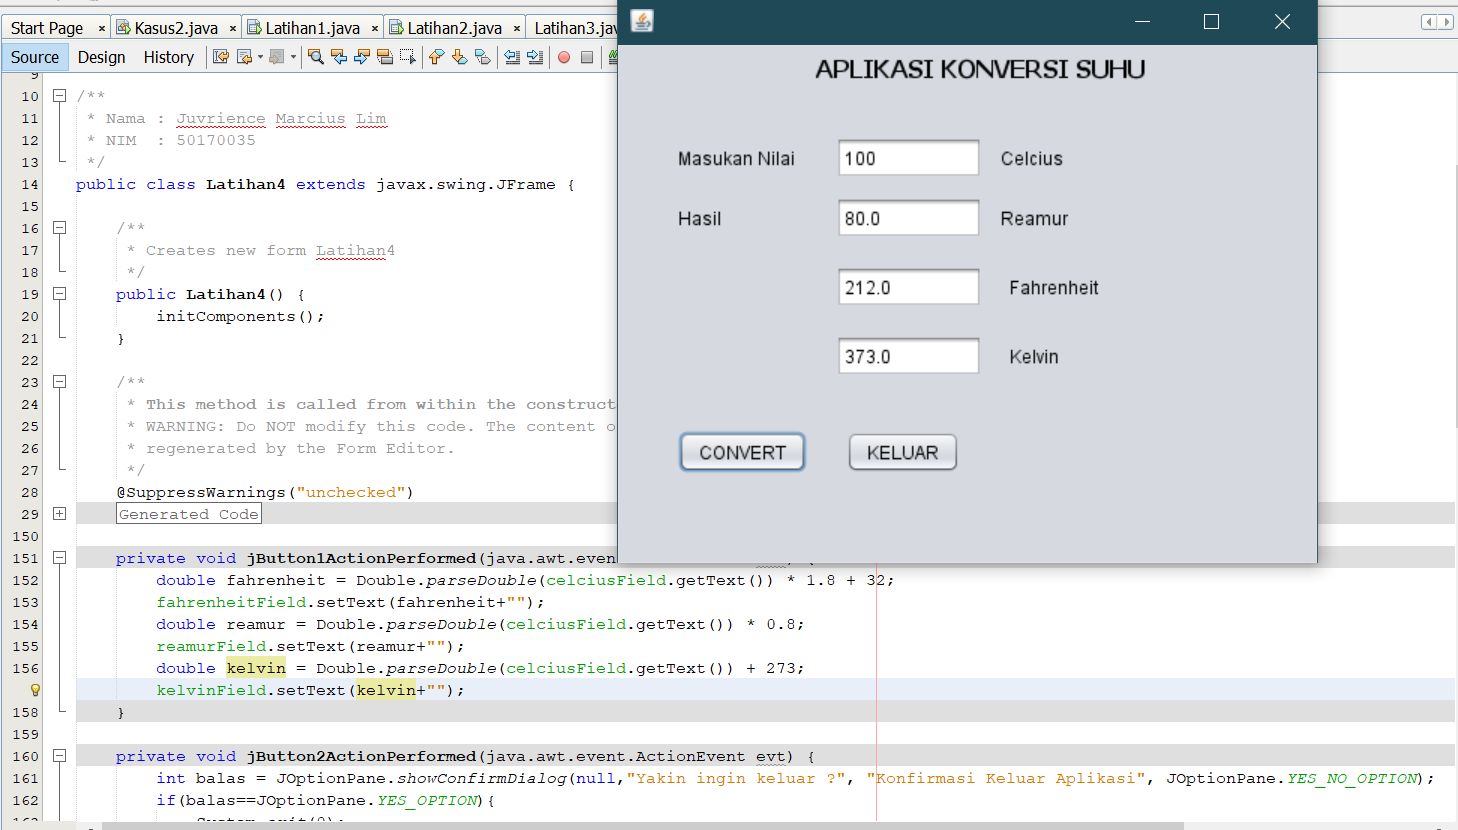 Start Page
Kasus2.java
Latihan1.java
Latihan2.java
Latihan3.jav
Source
Design
History
9
10 /**
11 * Nama : Juvrience Marcius Lim
12 * NIM  : 50170035
13 */
14 public class Latihan4 extends javax.swing.JFrame {
15
16 /**
17 * Creates new form Latihan4
18 */
19 public Latihan4() {
20 initComponents();
21 }
22
23 /**
24 * This method is called from within the construct
25 * WARNING: Do NOT modify this code. The content o
26 * regenerated by the Form Editor.
27 */
28 @SuppressWarnings("unchecked")
29 Generated Code
150
151 private void jButton1ActionPerformed(java.awt.event
152 double fahrenheit = Double.parseDouble(celciusField.getText()) * 1.8 + 32;
153 fahrenheitField.setText(fahrenheit+"");
154 double reamur = Double.parseDouble(celciusField.getText()) * 0.8;
155 reamurField.setText(reamur+"");
156 double kelvin = Double.parseDouble(celciusField.getText()) + 273;
kelvinField.setText(kelvin+"");
158 }
159
160 private void jButton2ActionPerformed(java.awt.event.ActionEvent evt) {
161 int balas = JOptionPane.showConfirmDialog(null,"Yakin ingin keluar ?", "Konfirmasi Keluar Aplikasi", JOptionPane.YES_NO_OPTION);
162 if(balas==JOptionPane.YES_OPTION){
APLIKASI KONVERSI SUHU
Masukan Nilai 100 Celcius
Hasil 80.0 Reamur
212.0 Fahrenheit
373.0 Kelvin
CONVERT KELUAR